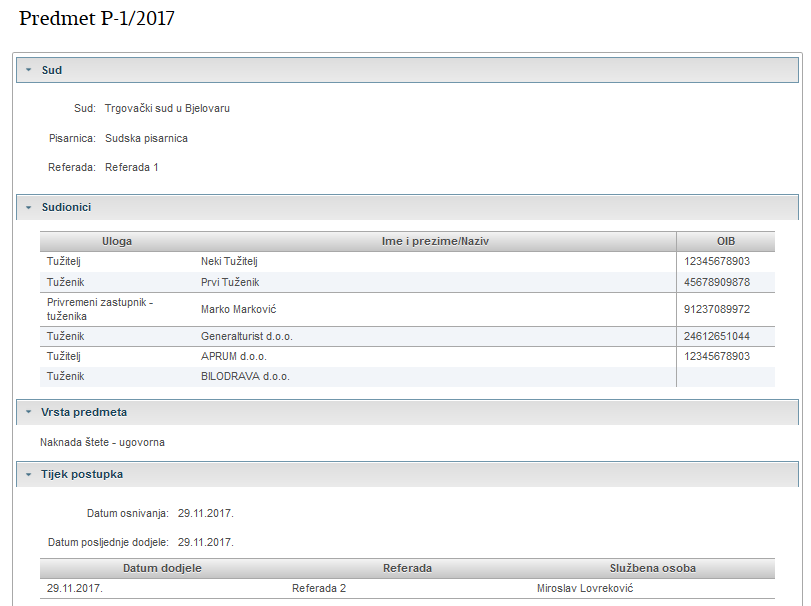 Predmet P-1/2017
Sud
Sud: Trgovački sud u Bjelovaru
Pisarnica: Sudska pisarnica
Referada: Referada 1
Sudionici
Uloga Ime i prezime/Naziv OIB
Tužitelj Neki Tužitelj 12345678903
Tuženik Prvi Tuženik 45678909878
Privremeni zastupnik -
tuženika Marko Marković 91237089972
Tuženik Generalturist d.o.o. 24612651044
Tužitelj APRUM d.o.o. 12345678903
Tuženik BILODRAVA d.o.o.
Vrsta predmeta
Naknada štete - ugovorna
Tijek postupka
Datum osnivanja: 29.11.2017.
Datum posljednje dodjele: 29.11.2017.
Datum dodjele Referada Službena osoba
29.11.2017. Referada 2 Miroslav Lovreković